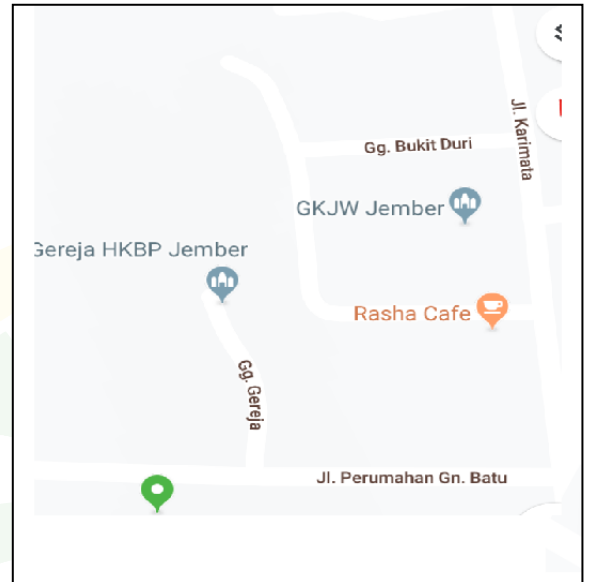 Jl. Karimata
Gg. Bukit Duri
GKJW Jember
Gereja HKBP Jember
Rasha Cafe
Gg. Gereja
Jl. Perumahan Gn. Batu